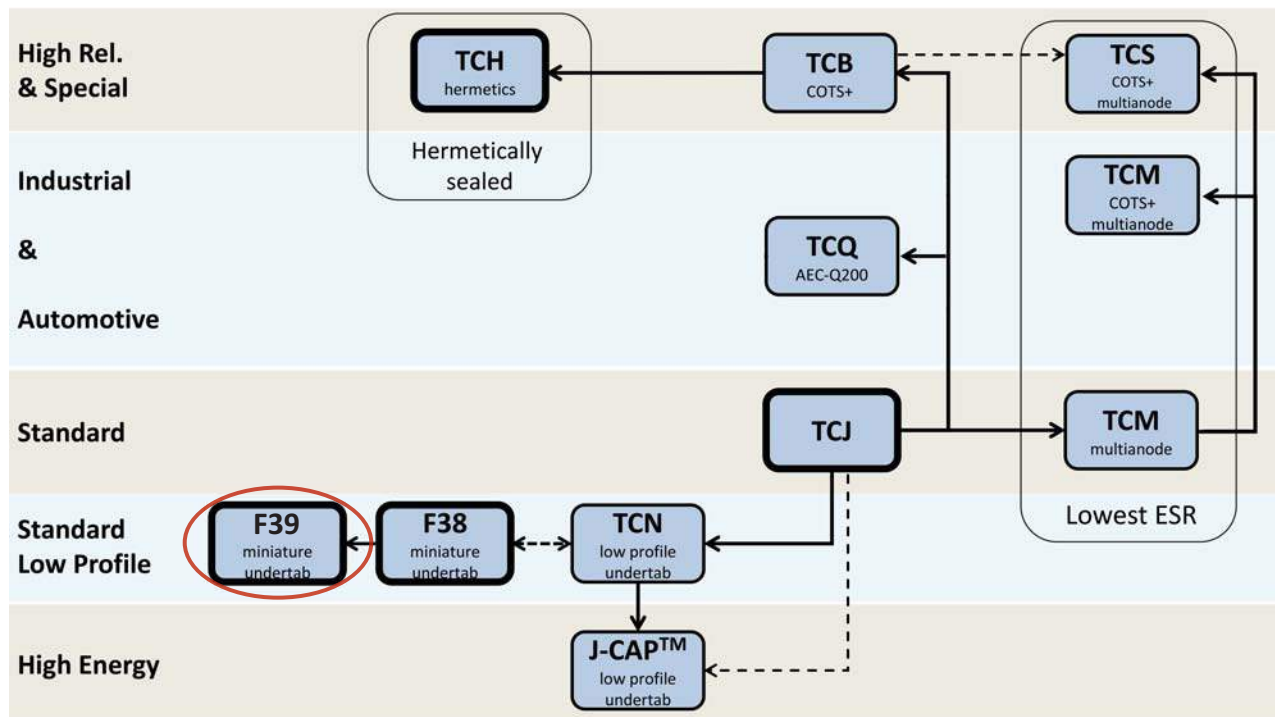 High Rel.
& Special
TCH
hermetics
TCB
COTS+
TCS
COTS+
multianode
Hermetically
sealed
Industrial
&
Automotive
TCM
COTS+
multianode
TCQ
AEC-Q200
Standard
TCJ
TCM
multianode
Lowest ESR
Standard
Low Profile
F39
miniature
undertab
F38
miniature
undertab
TCN
low profile
undertab
High Energy
J-CAP™
low profile
undertab